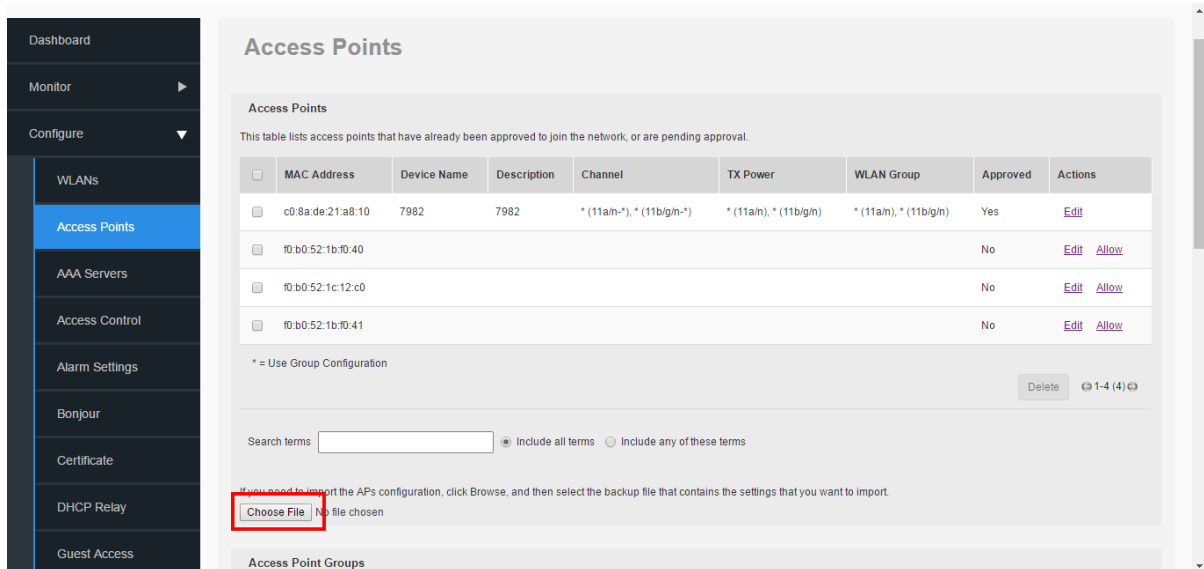 Dashboard
Monitor
Configure
WLANs
Access Points
AAA Servers
Access Control
Alarm Settings
Bonjour
Certificate
DHCP Relay
Guest Access
Access Points
Access Points
This table lists access points that have already been approved to join the network, or are pending approval.
MAC Address Device Name Description Channel TX Power WLAN Group Approved Actions
c0:8a:de:21:a8:10 7982 7982 * (11a/n-*), * (11b/g/n-*) * (11a/n), * (11b/g/n) * (11a/n), * (11b/g/n) Yes Edit
f0:b0:52:1b:f0:40 No Edit Allow
f0:b0:52:1c:12:c0 No Edit Allow
f0:b0:52:1b:f0:41 No Edit Allow
* = Use Group Configuration
Delete 1-4 (4)
Search terms Include all terms Include any of these terms
If you need to import the APs configuration, click Browse, and then select the backup file that contains the settings that you want to import.
Choose File No file chosen
Access Point Groups